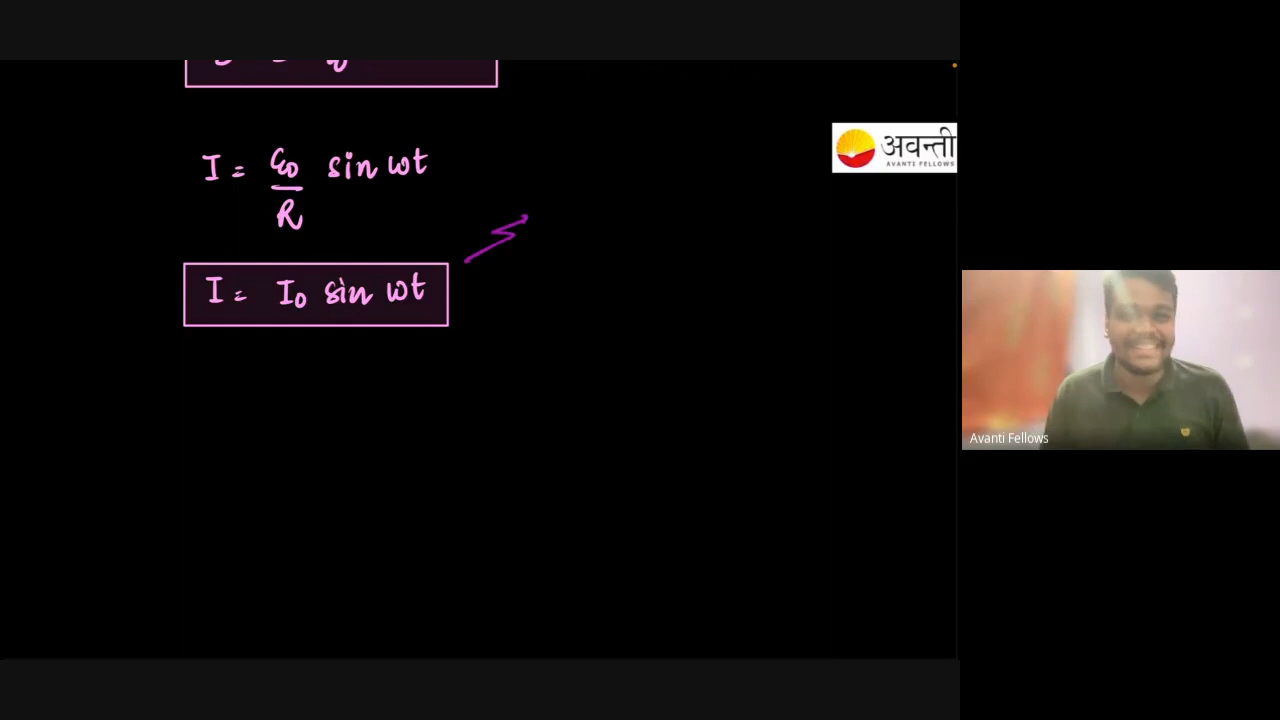 I = ε₀/R sin ωt
I = I₀ sin ωt
अवन्ती
AVANTI FELLOWS
Avanti Fellows